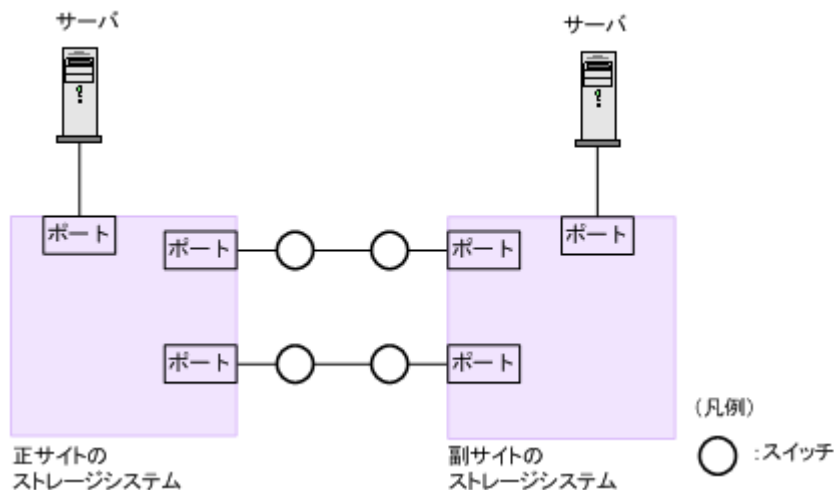 サーバ
サーバ
ポート
ポート
ポート
ポート
ポート
ポート
(凡例)
:スイッチ
正サイトの
ストレージシステム
副サイトの
ストレージシステム